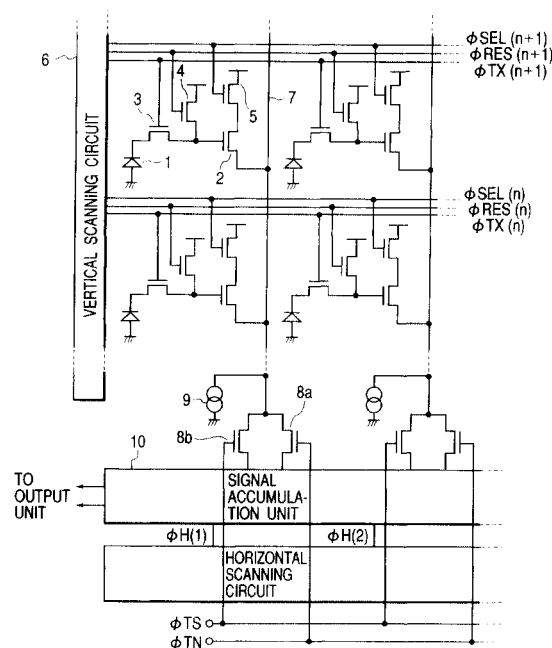 φSEL(n+1)
φRES(n+1)
φTX(n+1)
6
4
3
5
7
1
2
VERTICAL SCANNING CIRCUIT
φSEL(n)
φRES(n)
φTX(n)
9
8a
8b
10
TO
OUTPUT
UNIT
SIGNAL
ACCUMULA-
TION UNIT
φH(1)
φH(2)
HORIZONTAL
SCANNING
CIRCUIT
φTS
φTN